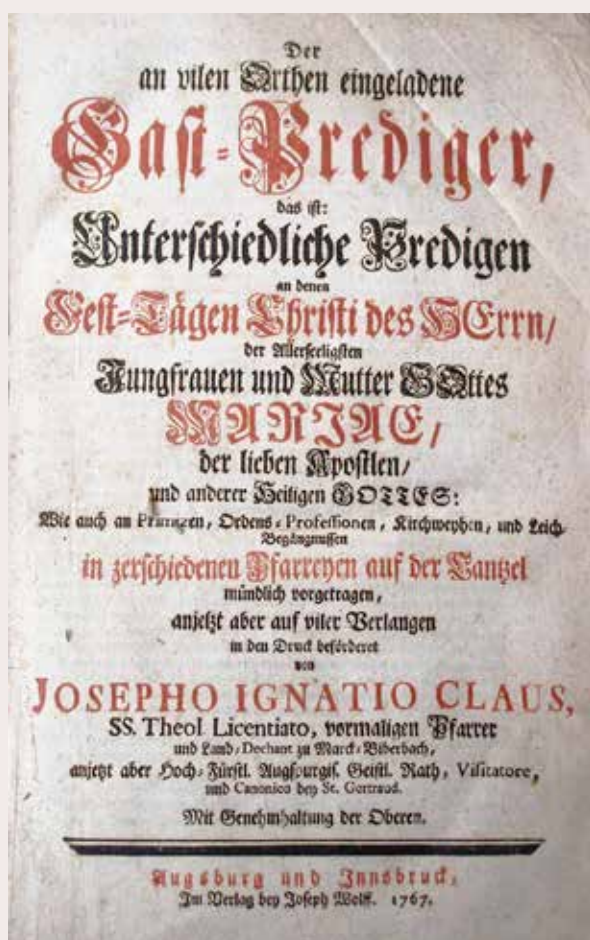 Der
an vilen Orthen eingeladene
Gast-Prediger,
das ist:
Unterschiedliche Predigen
an denen
Fest-Tägen Christi des HErrn/
der Allerseeligsten
Jungfrauen und Mutter GOttes
MARIAE/
der lieben Apostlen/
und anderer Heiligen GOTTES:
Wie auch an Primizen, Ordens-Professionen, Kirchweyhen, und Leich-
Begängnussen
in zerschiedenen Pfarreyen auf der Cantzel
mündlich vorgetragen,
anjetzt aber auf viler Verlangen
in den Druck beförderet
von
JOSEPHO IGNATIO CLAUS,
SS. Theol. Licentiato, vormaligen Pfarrer
und Land-Dechant zu Marckt-Biberbach,
anjetzt aber Hoch-Fürstl. Augspurgis. Geistl. Rath, Visitatore,
und Canonico bey St. Gertraud.
Mit Genehmhaltung der Oberen.
Augsburg und Innsbruck,
Im Verlag bey Joseph Wolff. 1767.